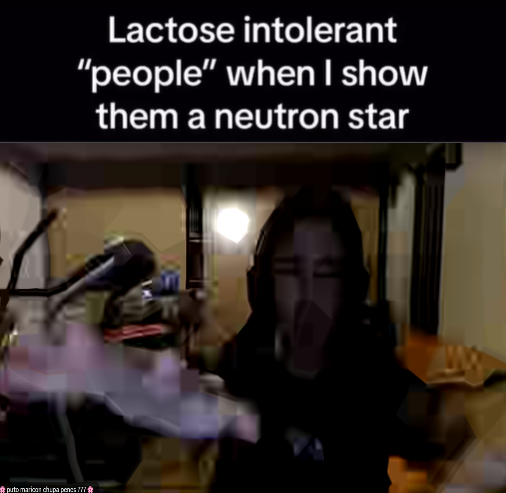 Lactose intolerant
“people” when I show
them a neutron star
🌸 puto maricon chupa penes 777 🌸